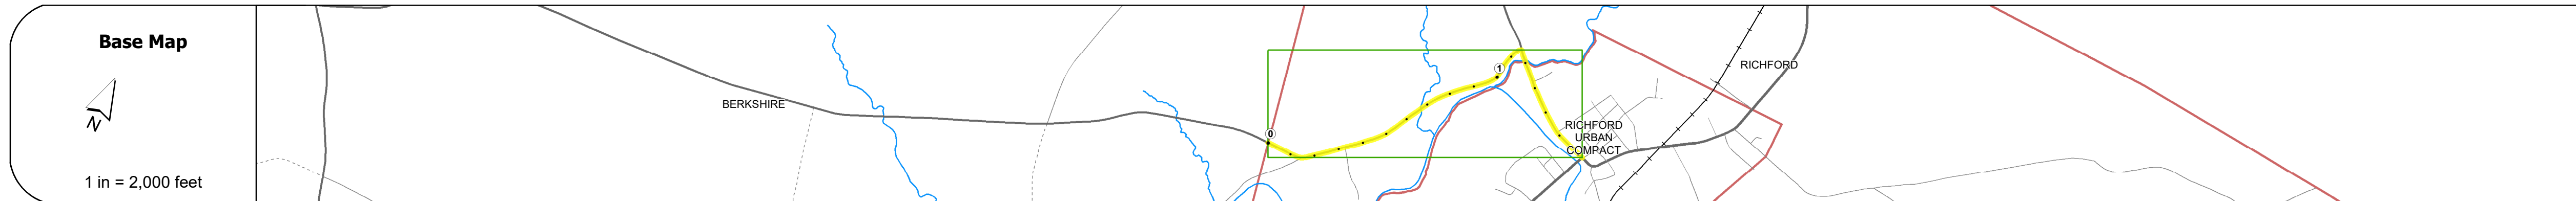 Base Map
N
1 in = 2,000 feet
BERKSHIRE
0
1
RICHFORD
URBAN
COMPACT
RICHFORD